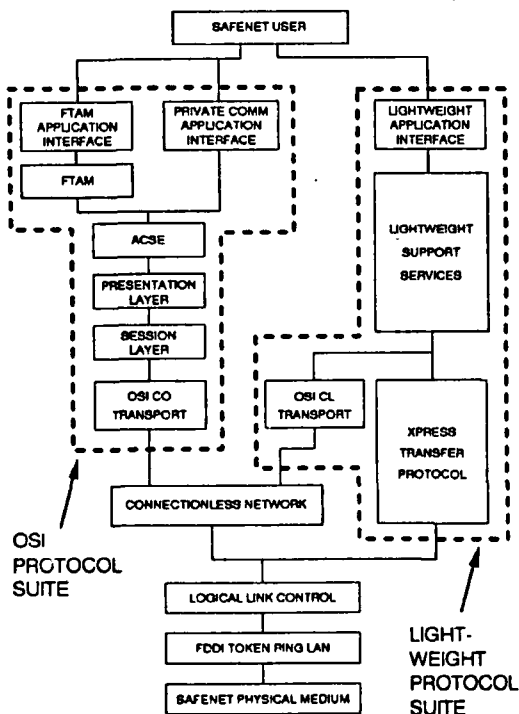 SAFENET USER
FTAM
APPLICATION
INTERFACE
PRIVATE COMM
APPLICATION
INTERFACE
LIGHTWEIGHT
APPLICATION
INTERFACE
FTAM
LIGHTWEIGHT
SUPPORT
SERVICES
ACSE
PRESENTATION
LAYER
SESSION
LAYER
OSI CO
TRANSPORT
OSI CL
TRANSPORT
XPRESS
TRANSFER
PROTOCOL
CONNECTIONLESS NETWORK
OSI
PROTOCOL
SUITE
LOGICAL LINK CONTROL
FDDI TOKEN RING LAN
SAFENET PHYSICAL MEDIUM
LIGHT-
WEIGHT
PROTOCOL
SUITE